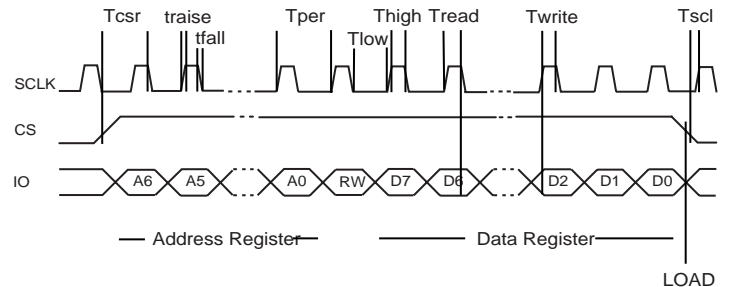 Tcsr traise Tper Thigh Tread Twrite Tscl
tfall Tlow
SCLK
CS
IO A6 A5 A0 RW D7 D6 D2 D1 D0
Address Register Data Register
LOAD